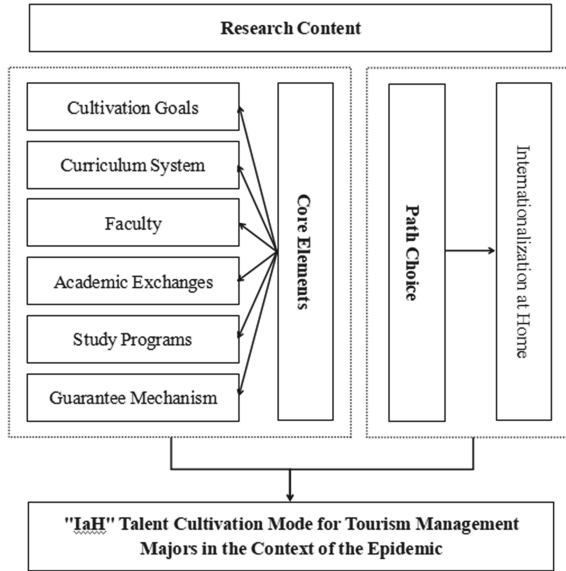 Research Content
Cultivation Goals
Curriculum System
Faculty
Academic Exchanges
Study Programs
Guarantee Mechanism
Core Elements
Path Choice
Internationalization at Home
"IaH" Talent Cultivation Mode for Tourism Management
Majors in the Context of the Epidemic